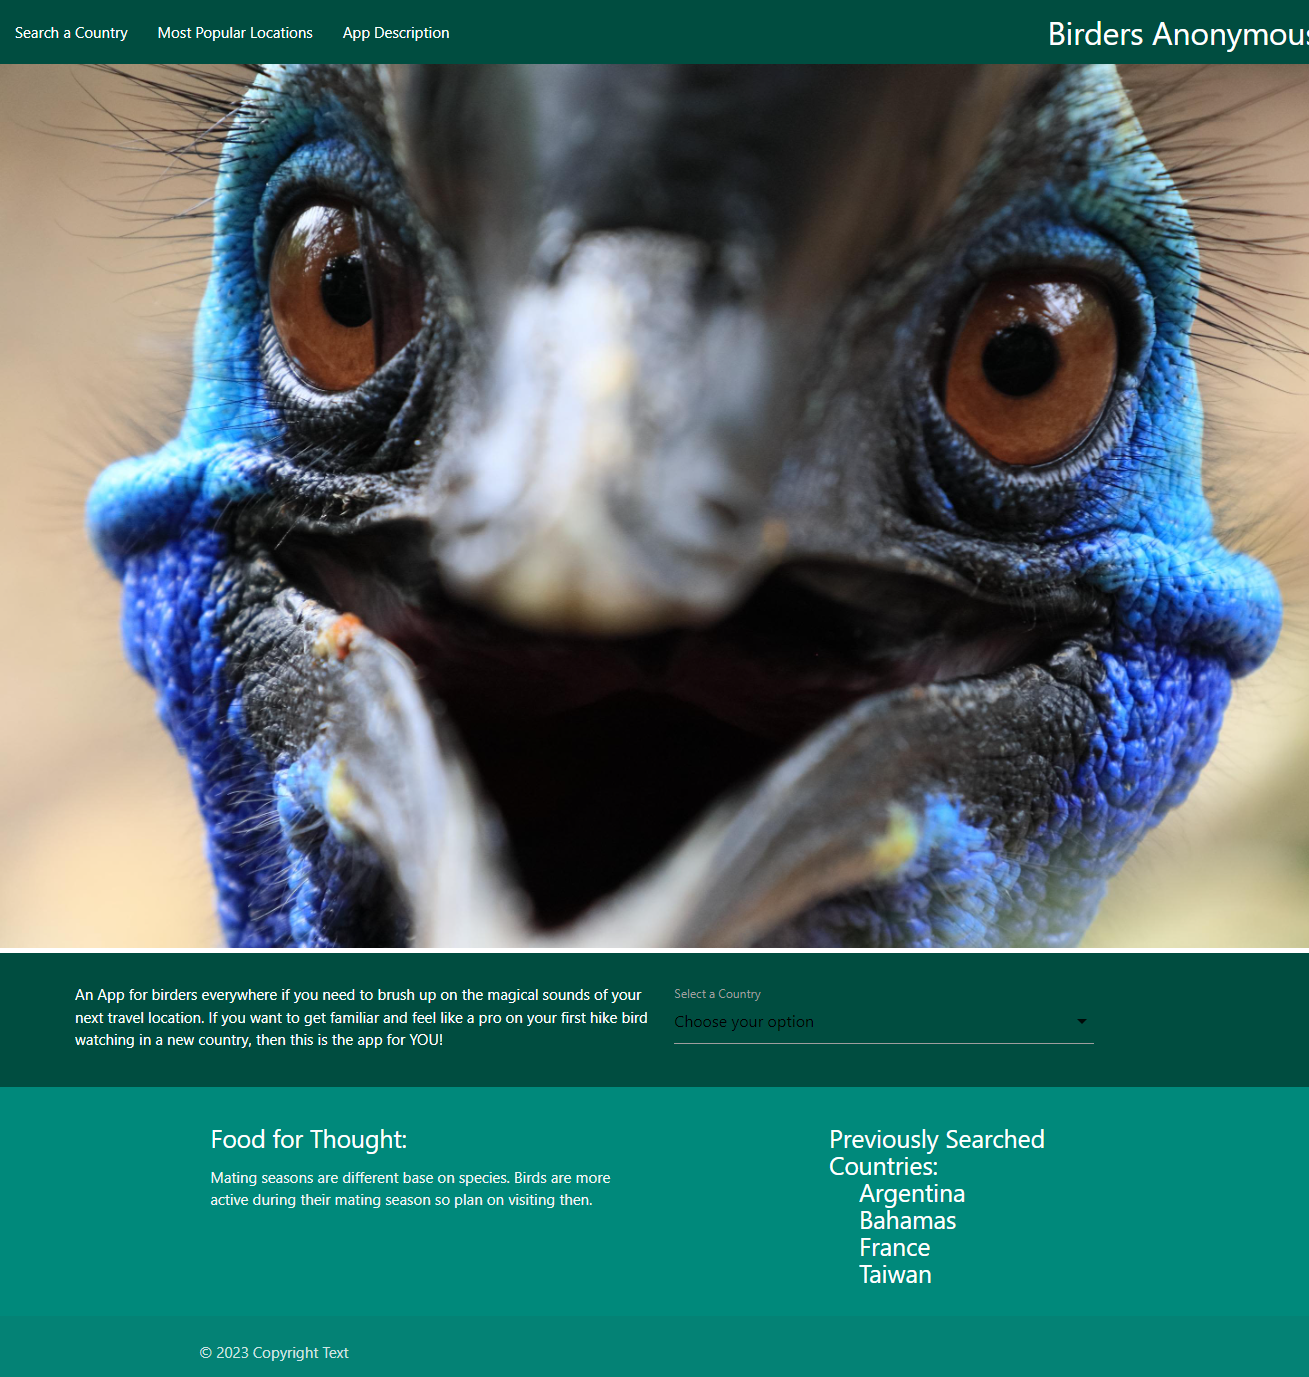 Search a Country Most Popular Locations App Description Birders Anonymous
An App for birders everywhere if you need to brush up on the magical sounds of your
next travel location. If you want to get familiar and feel like a pro on your first hike bird
watching in a new country, then this is the app for YOU!
Select a Country
Choose your option
Food for Thought:
Mating seasons are different base on species. Birds are more
active during their mating season so plan on visiting then.
Previously Searched
Countries:
Argentina
Bahamas
France
Taiwan
© 2023 Copyright Text